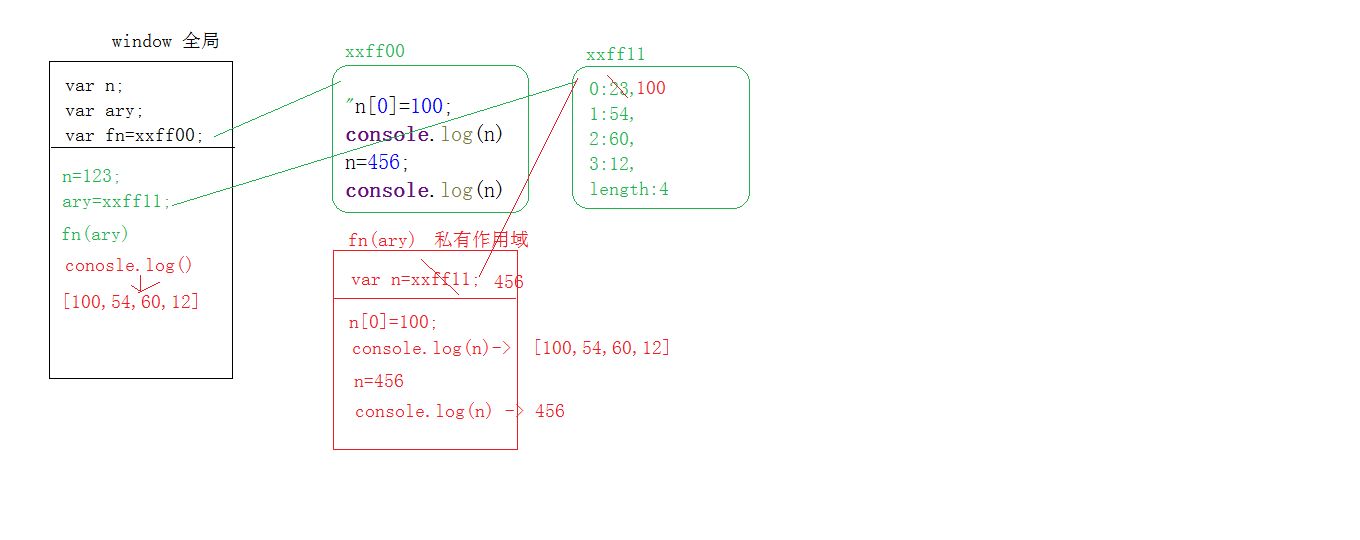 window 全局
var n;
var ary;
var fn=xxff00;
n=123;
ary=xxff11;
fn(ary)
conosle.log()
[100,54,60,12]
xxff00
"n[0]=100;
console.log(n)
n=456;
console.log(n)
xxff11
0:23,100
1:54,
2:60,
3:12,
length:4
fn(ary) 私有作用域
var n=xxff11; 456
n[0]=100;
console.log(n)-> [100,54,60,12]
n=456
console.log(n) -> 456